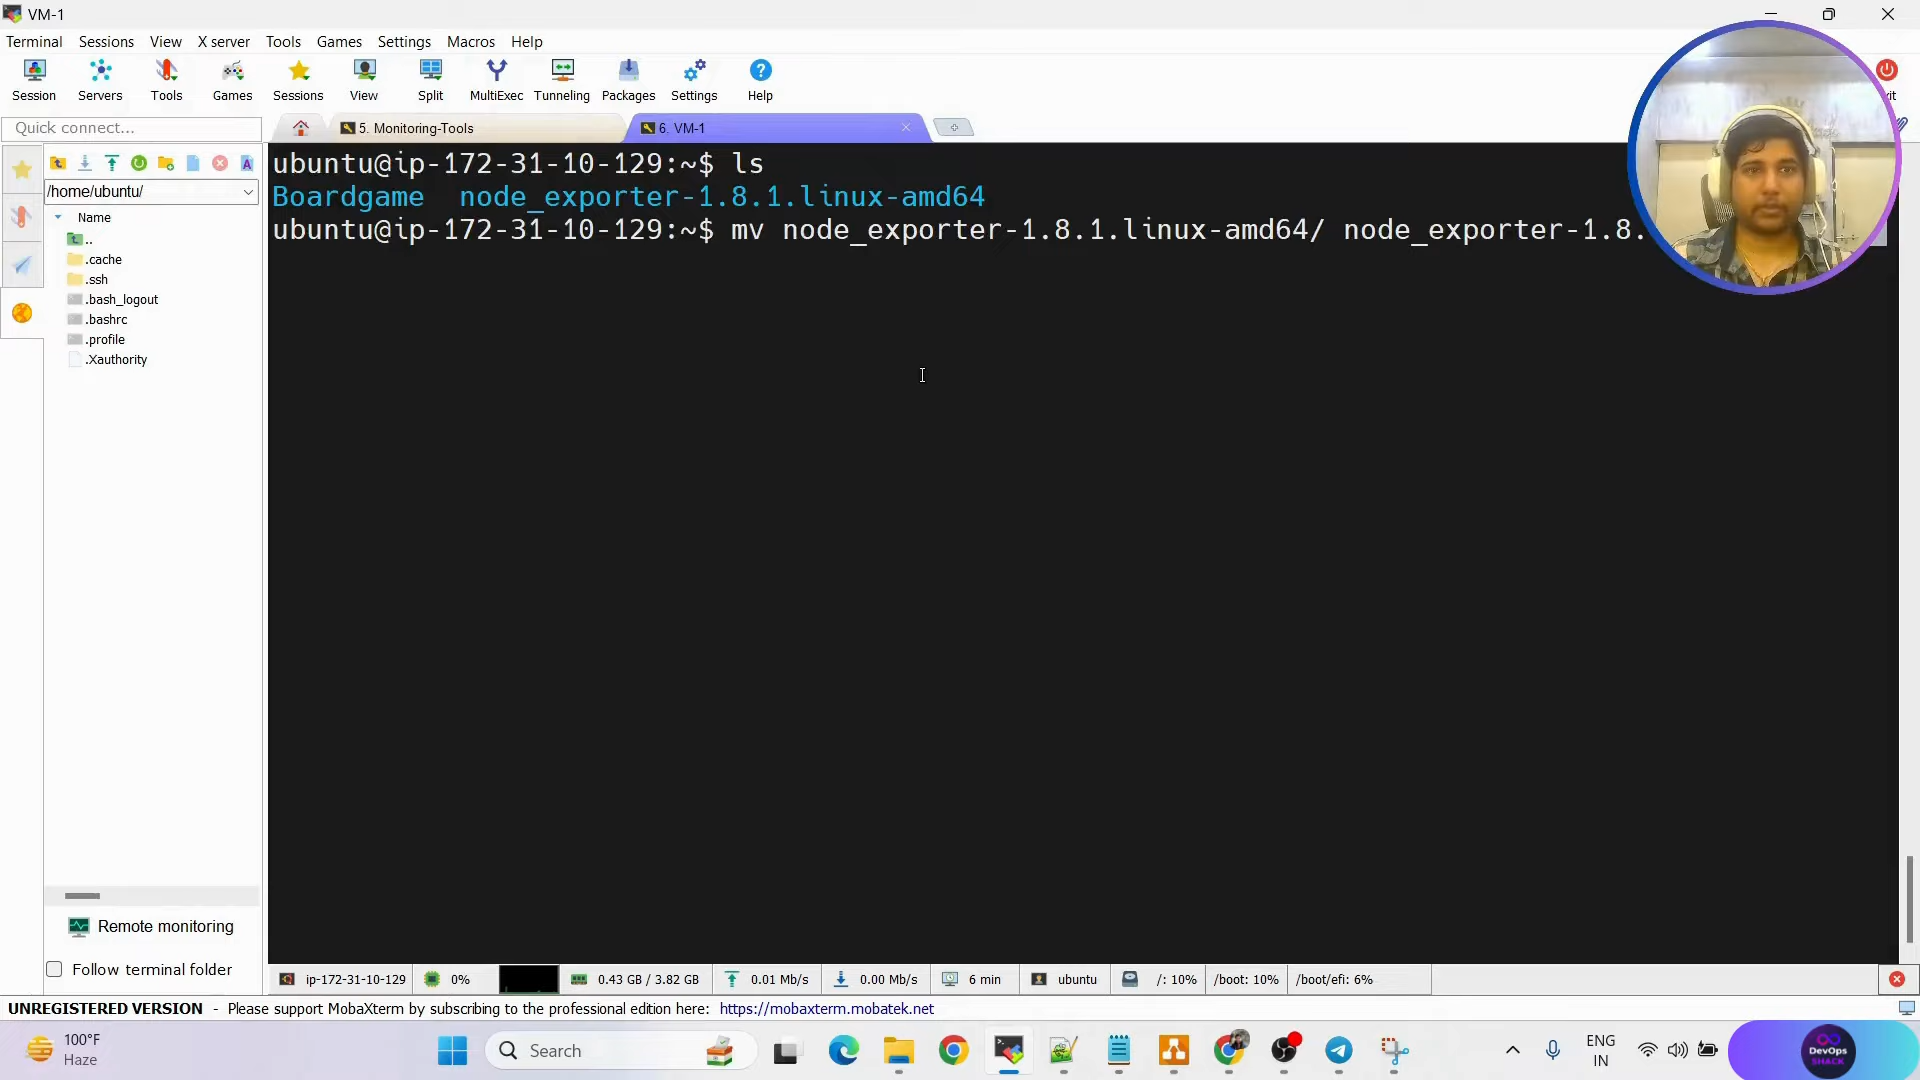 VM-1
Terminal Sessions View X server Tools Games Settings Macros Help
Session Servers Tools Games Sessions View Split MultiExec Tunneling Packages Settings Help
Quick connect...
5. Monitoring-Tools
6. VM-1
/home/ubuntu/
Name
..
.cache
.ssh
.bash_logout
.bashrc
.profile
.Xauthority
Remote monitoring
Follow terminal folder
ubuntu@ip-172-31-10-129:~$ ls
Boardgame node_exporter-1.8.1.linux-amd64
ubuntu@ip-172-31-10-129:~$ mv node_exporter-1.8.1.linux-amd64/ node_exporter-1.8.
ip-172-31-10-129 0% 0.43 GB / 3.82 GB 0.01 Mb/s 0.00 Mb/s 6 min ubuntu /: 10% /boot: 10% /boot/efi: 6%
UNREGISTERED VERSION - Please support MobaXterm by subscribing to the professional edition here: https://mobaxterm.mobatek.net
100°F
Haze
Search
ENG
IN
DevOps
SHACK